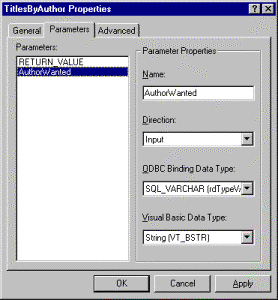 TitlesByAuthor Properties
General Parameters Advanced
Parameters:
RETURN_VALUE
AuthorWanted
Parameter Properties
Name:
AuthorWanted
Direction:
Input
ODBC Binding Data Type:
SQL_VARCHAR (rdTypeV
Visual Basic Data Type:
String (VT_BSTR)
OK Cancel Apply